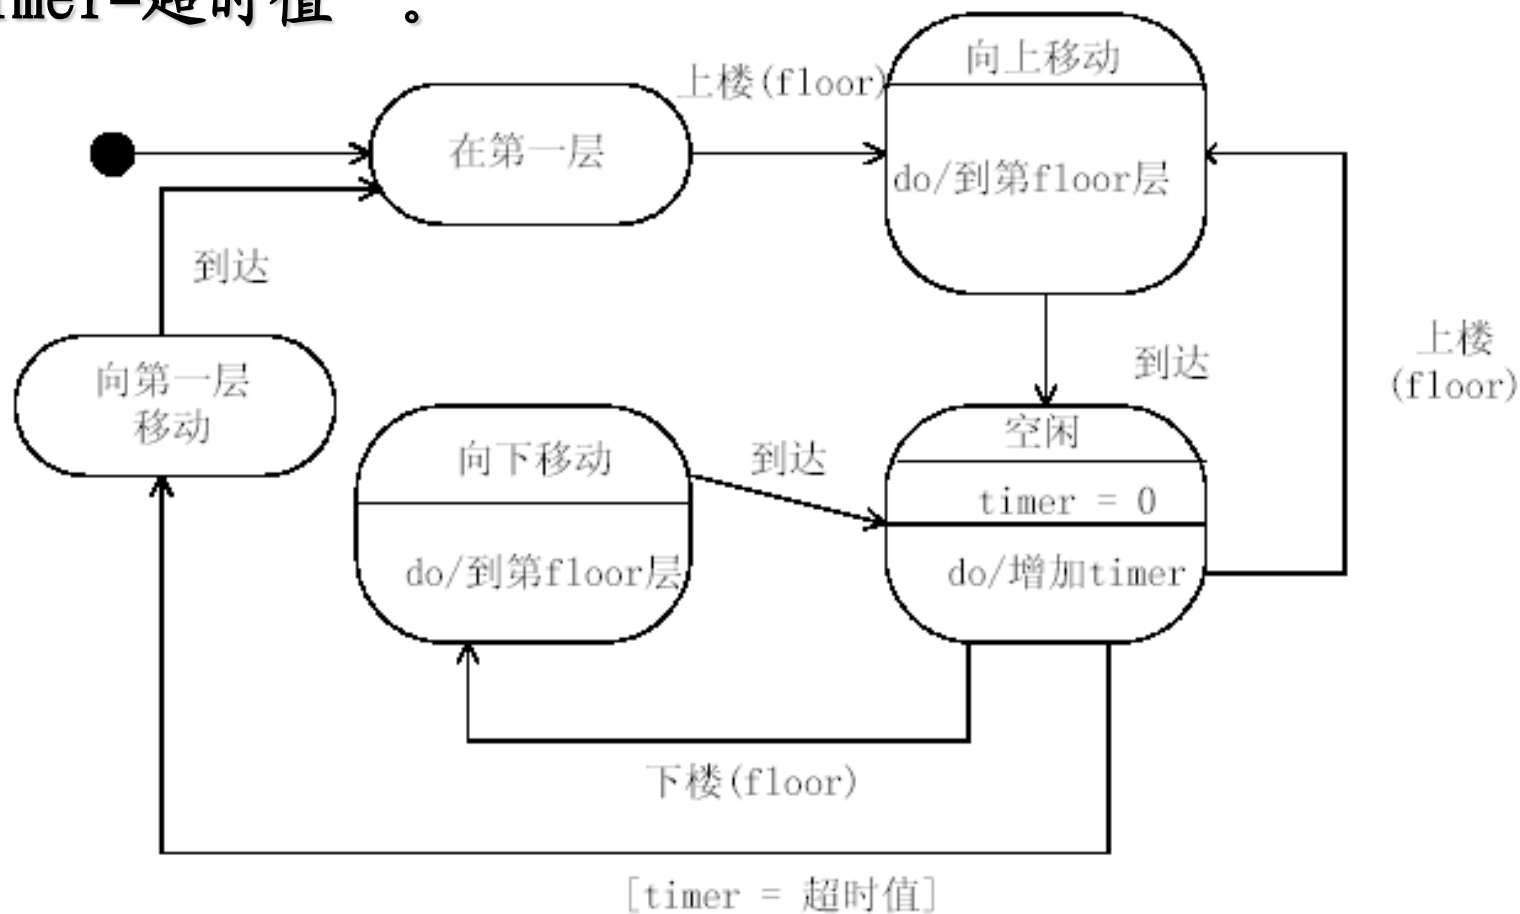 timer=超时值 。
向上移动
上楼(floor)
在第一层
do/到第floor层
到达
上楼
(floor)
到达
向第一层
移动
空闲
向下移动
到达
timer = 0
do/到第floor层
do/增加timer
下楼(floor)
[timer = 超时值]